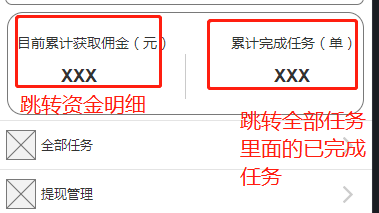 目前累计获取佣金（元）
累计完成任务（单）
XXX
XXX
跳转资金明细
跳转全部任务
里面的已完成
任务
全部任务
提现管理